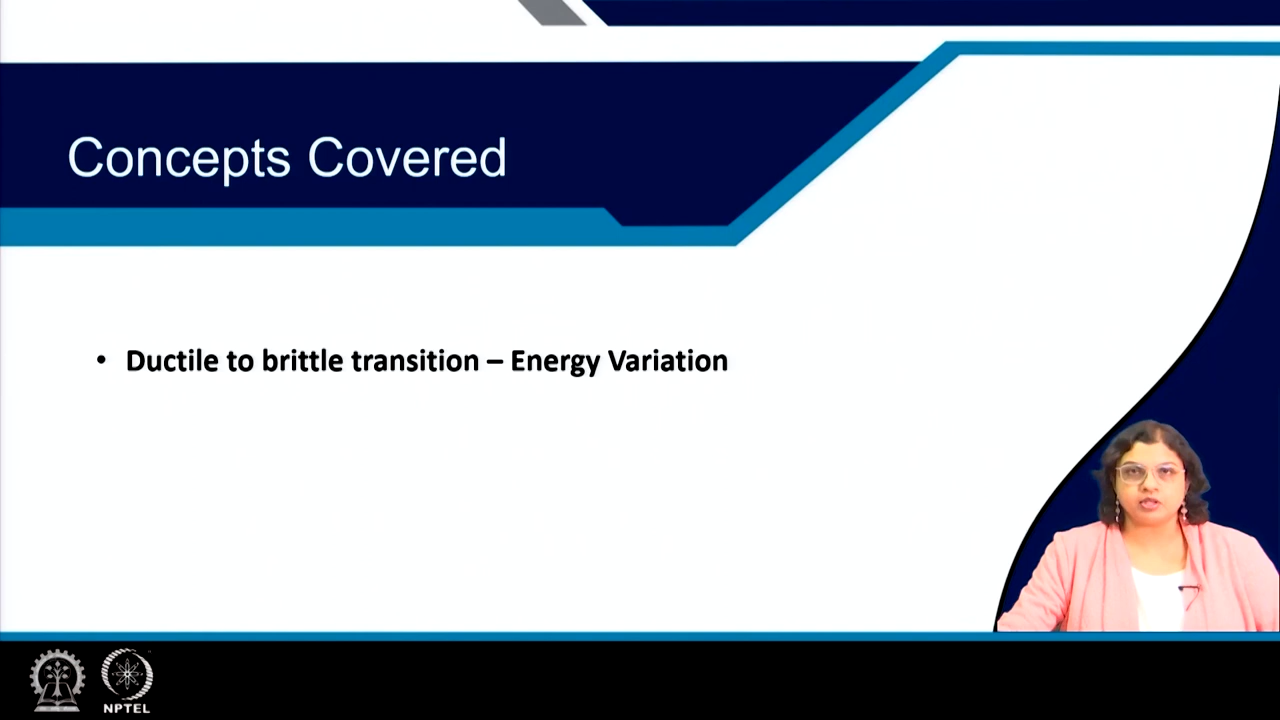 Concepts Covered
• Ductile to brittle transition – Energy Variation
NPTEL